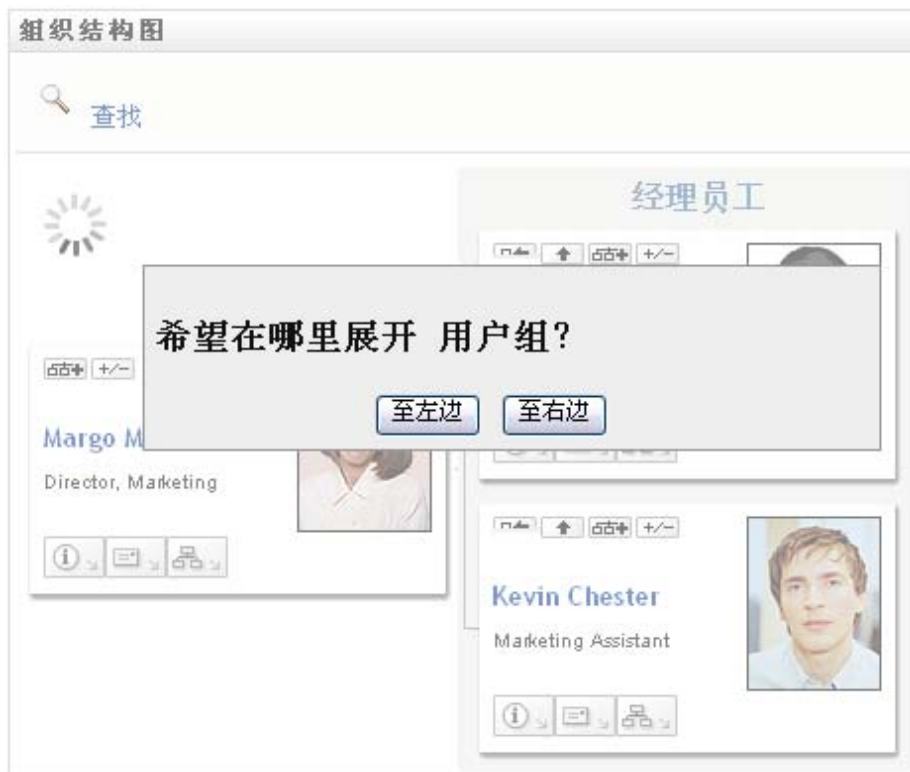 组织结构图
查找
经理员工
+/-
希望在哪里展开 用户组?
至左边 至右边
+/-
Margo M
Director, Marketing
+/-
Kevin Chester
Marketing Assistant